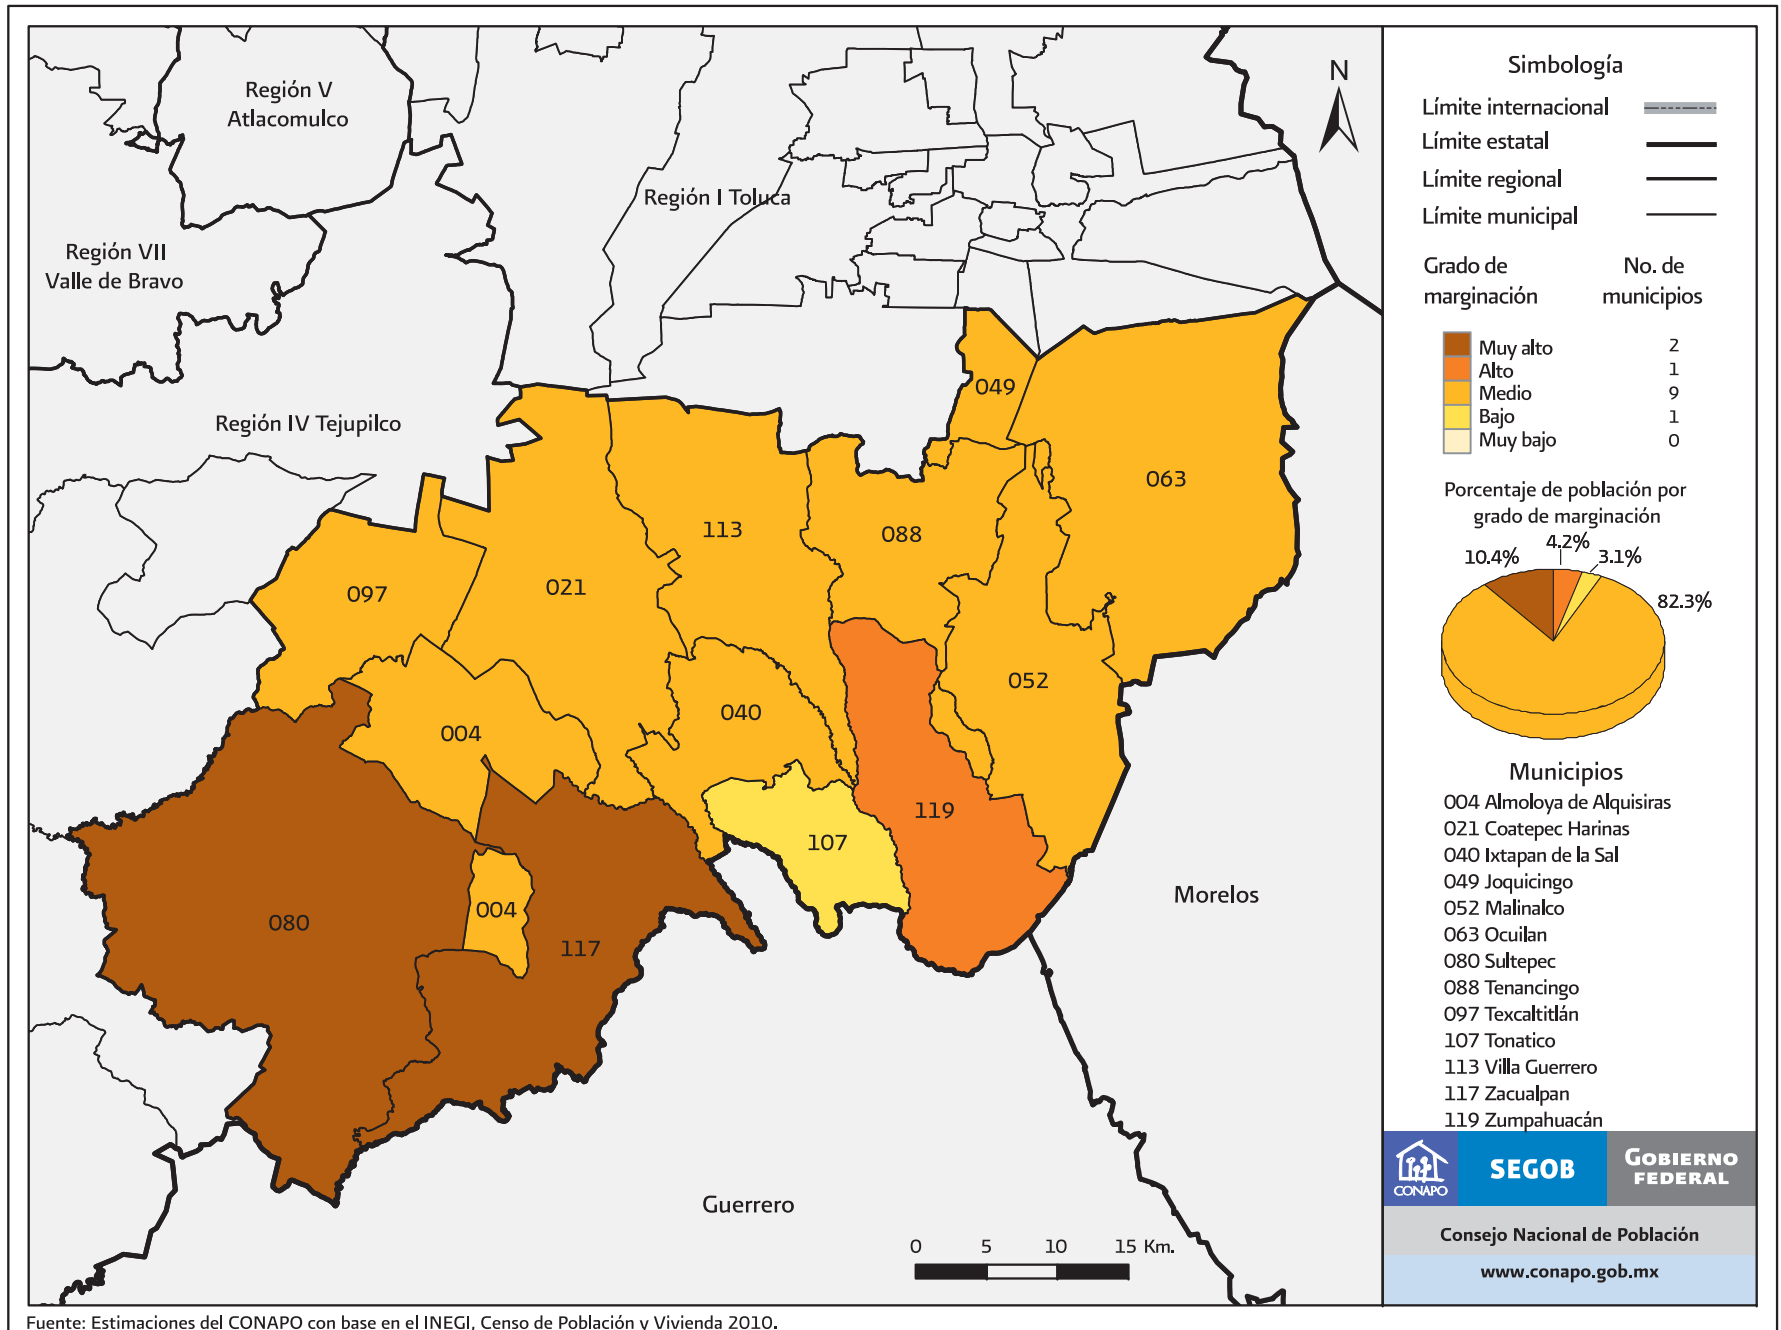 Región V
Atlacomulco
Región I Toluca
Región VII
Valle de Bravo
Región IV Tejupilco
N
049
063
113
088
021
097
052
040
004
119
107
080
004
117
Morelos
Guerrero
0 5 10 15 Km.
Simbología
Límite internacional
Límite estatal
Límite regional
Límite municipal
Grado de marginación
No. de municipios
Muy alto 2
Alto 1
Medio 9
Bajo 1
Muy bajo 0
Porcentaje de población por
grado de marginación
10.4%
4.2%
3.1%
82.3%
Municipios
004 Almoloya de Alquisiras
021 Coatepec Harinas
040 Ixtapan de la Sal
049 Joquicingo
052 Malinalco
063 Ocuilan
080 Sultepec
088 Tenancingo
097 Texcaltitlán
107 Tonatico
113 Villa Guerrero
117 Zacualpan
119 Zumpahuacán
CONAPO
SEGOB
GOBIERNO
FEDERAL
Consejo Nacional de Población
www.conapo.gob.mx
Fuente: Estimaciones del CONAPO con base en el INEGI, Censo de Población y Vivienda 2010.